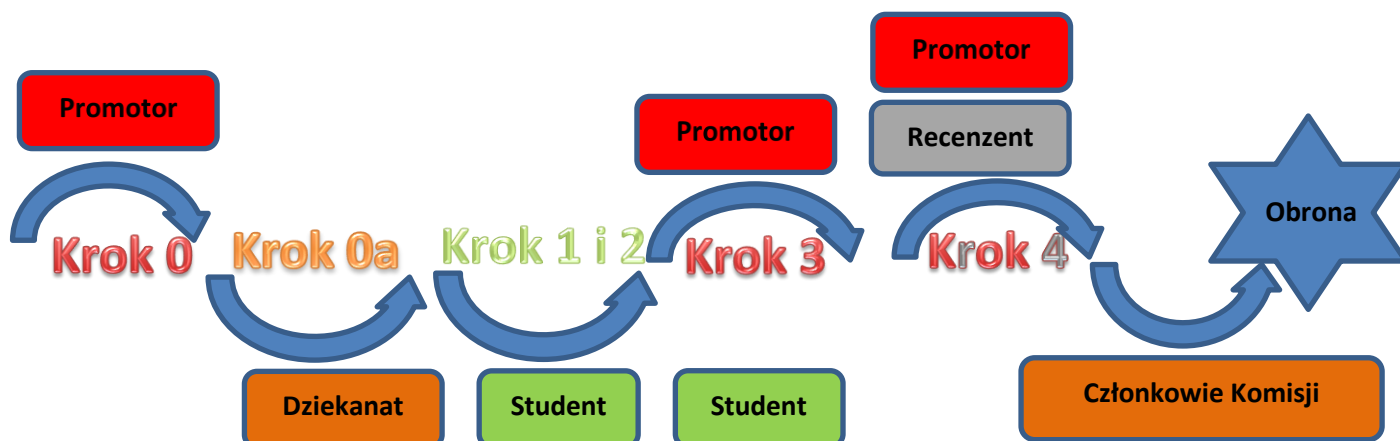 Promotor
Promotor
Promotor
Recenzent
Obrona
Krok 0
Krok 0a
Krok 1 i 2
Krok 3
Krok 4
Dziekanat
Student
Student
Członkowie Komisji